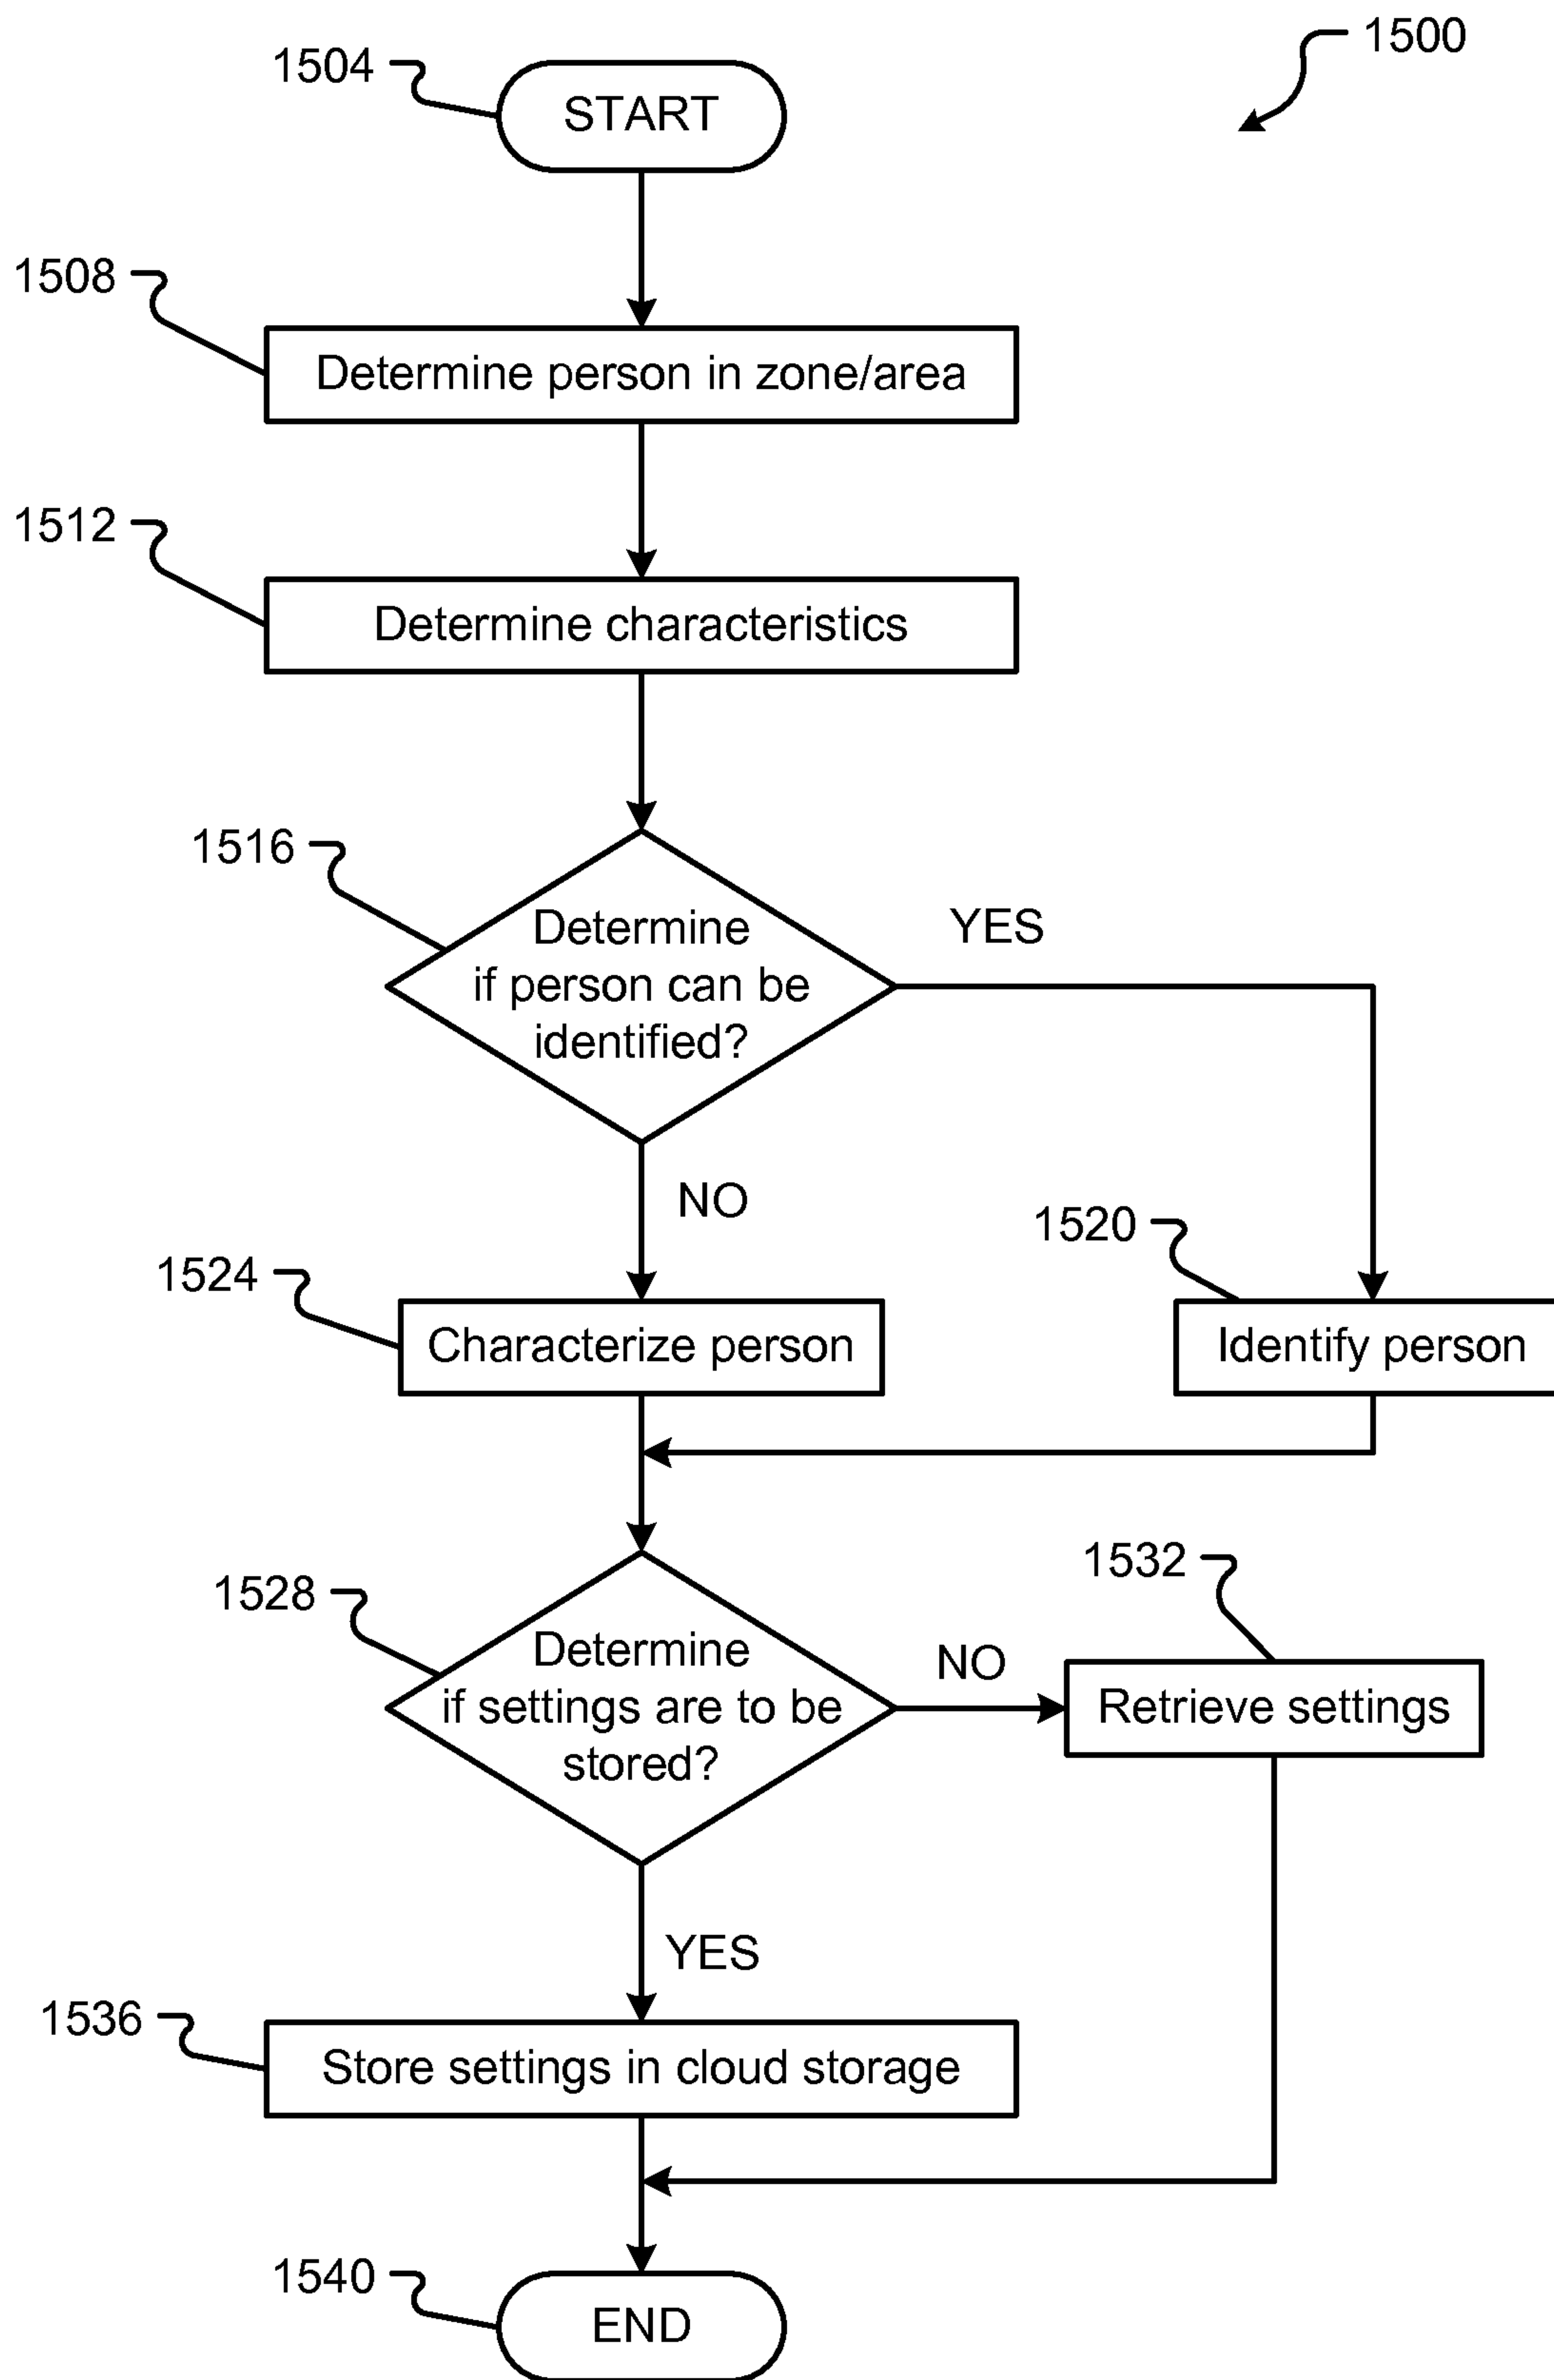 1500
1504
START
1508
Determine person in zone/area
1512
Determine characteristics
1516
Determine
if person can be
identified?
YES
NO
1520
1524
Characterize person
Identify person
1528
Determine
if settings are to be
stored?
NO
1532
Retrieve settings
YES
1536
Store settings in cloud storage
1540
END